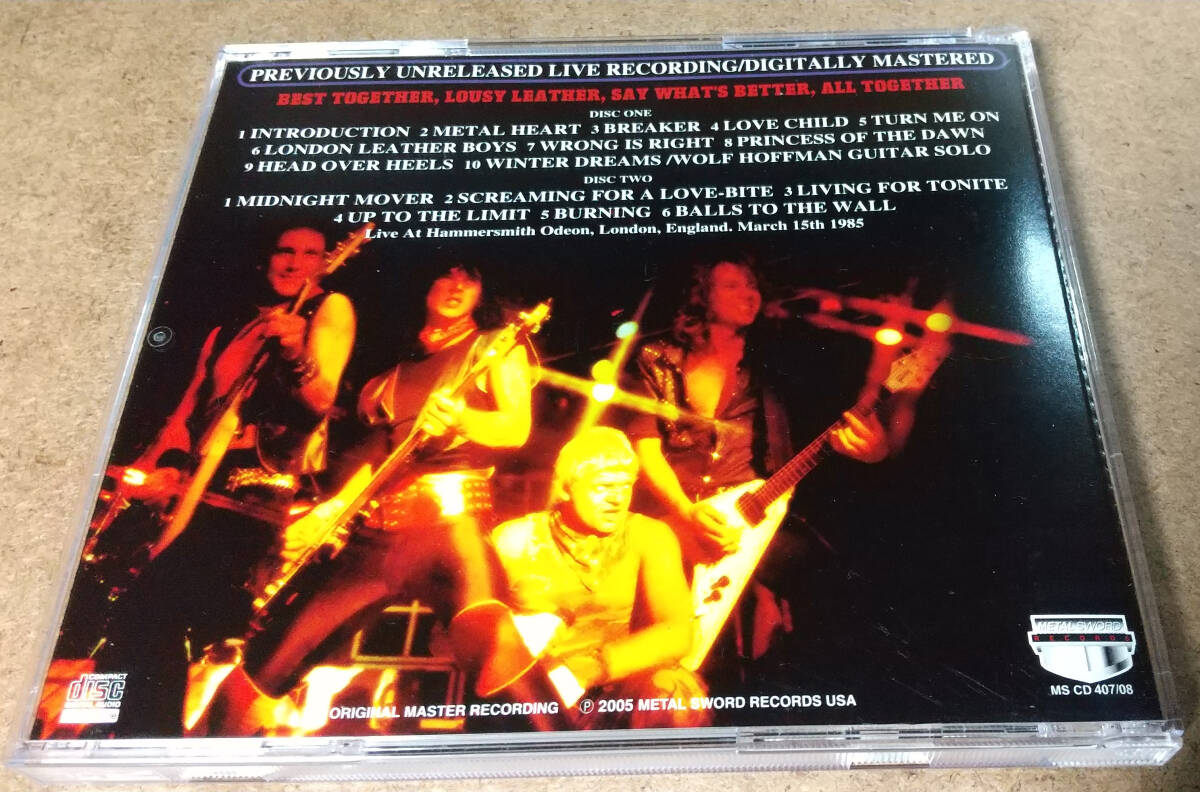 PREVIOUSLY UNRELEASED LIVE RECORDING/DIGITALLY MASTERED
BEST TOGETHER, LOUSY LEATHER, SAY WHAT'S BETTER, ALL TOGETHER
DISC ONE
1 INTRODUCTION 2 METAL HEART 3 BREAKER 4 LOVE CHILD 5 TURN ME ON
6 LONDON LEATHER BOYS 7 WRONG IS RIGHT 8 PRINCESS OF THE DAWN
9 HEAD OVER HEELS 10 WINTER DREAMS /WOLF HOFFMAN GUITAR SOLO
DISC TWO
1 MIDNIGHT MOVER 2 SCREAMING FOR A LOVE-BITE 3 LIVING FOR TONITE
4 UP TO THE LIMIT 5 BURNING 6 BALLS TO THE WALL
Live At Hammersmith Odeon, London, England. March 15th 1985
METALSWORD
RECORDS
MS CD 407/08
COMPACT
disc
DIGITAL AUDIO
ORIGINAL MASTER RECORDING ℗ 2005 METAL SWORD RECORDS USA